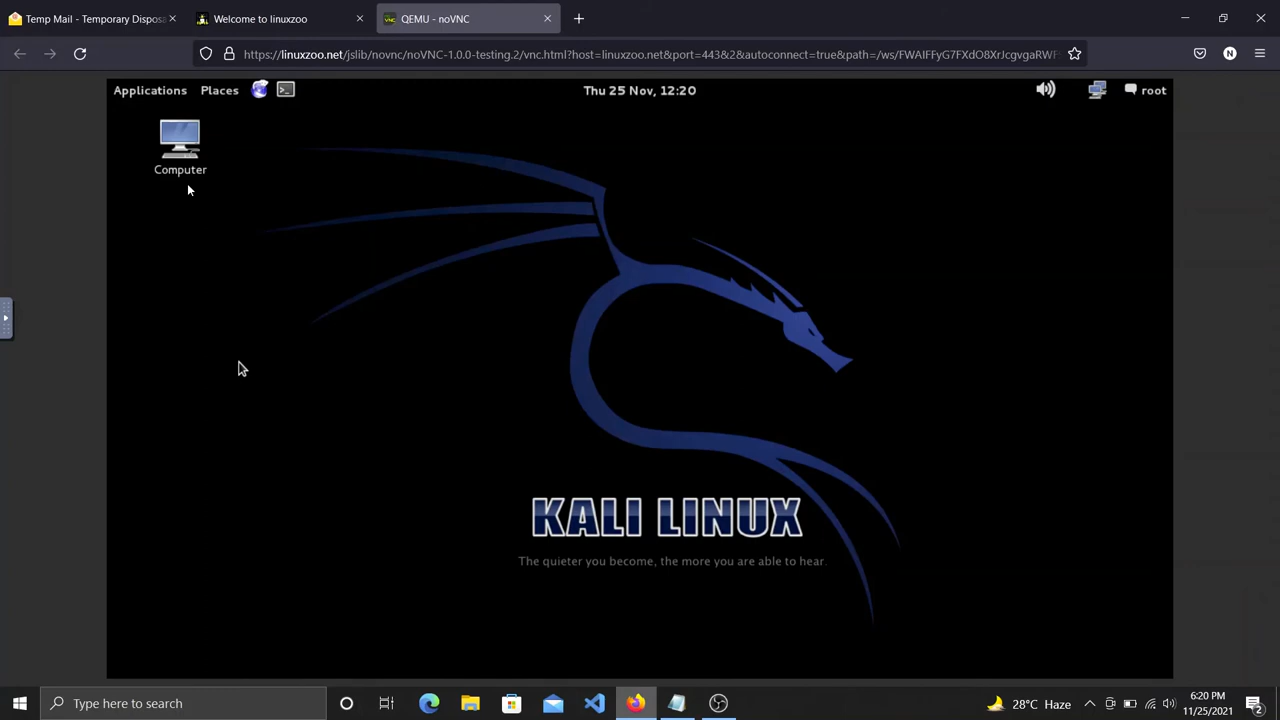 Temp Mail - Temporary Disposa
Welcome to linuxzoo
QEMU - noVNC
https://linuxzoo.net/jslib/novnc/noVNC-1.0.0-testing.2/vnc.html?host=linuxzoo.net&port=443&2&autoconnect=true&path=/ws/
N
Applications
Places
Thu 25 Nov, 12:20
root
Computer
KALI LINUX
The quieter you become, the more you are able to hear.
Type here to search
28°C Haze
6:20 PM
11/25/2021
2